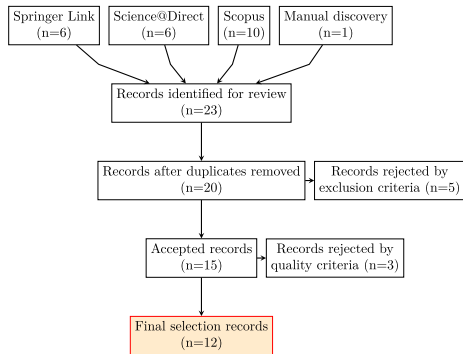 Springer Link
(n=6)
Science@Direct
(n=6)
Scopus
(n=10)
Manual discovery
(n=1)
Records identified for review
(n=23)
Records after duplicates removed
(n=20)
Records rejected by
exclusion criteria (n=5)
Accepted records
(n=15)
Records rejected by
quality criteria (n=3)
Final selection records
(n=12)